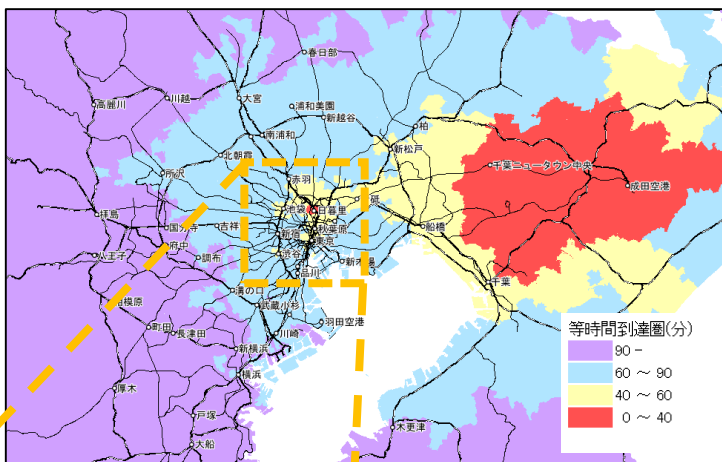 春日部
高麗川
川越
大宮
浦和美園
新越谷
柏
南浦和
新松戸
北朝霞
千葉ニュータウン中央
所沢
赤羽
成田空港
砥
拝島
池袋
日暮里
国分寺
吉祥
秋葉原
船橋
新宿
東京
府中
八王子
調布
渋谷
新木場
品川
千葉
溝の口
相模原
武蔵小杉
羽田空港
町田
長津田
川崎
新横浜
横浜
厚木
戸塚
木更津
大船
等時間到達圏(分)
90 -
60 ～ 90
40 ～ 60
0 ～ 40